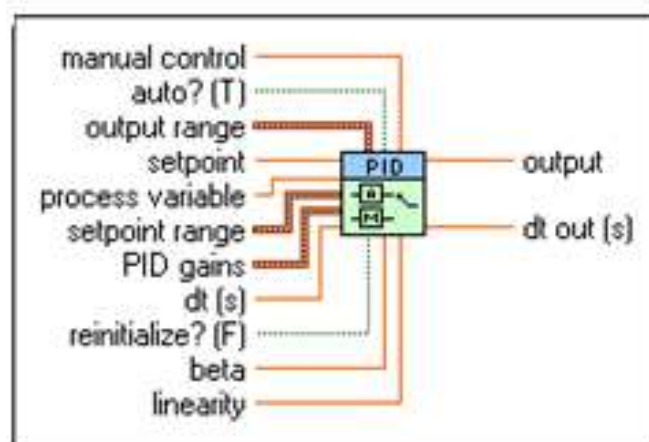 manual control
auto? (T)
output range
setpoint
process variable
setpoint range
PID gains
dt (s)
reinitialize? (F)
beta
linearity
PID
A
M
output
dt out (s)